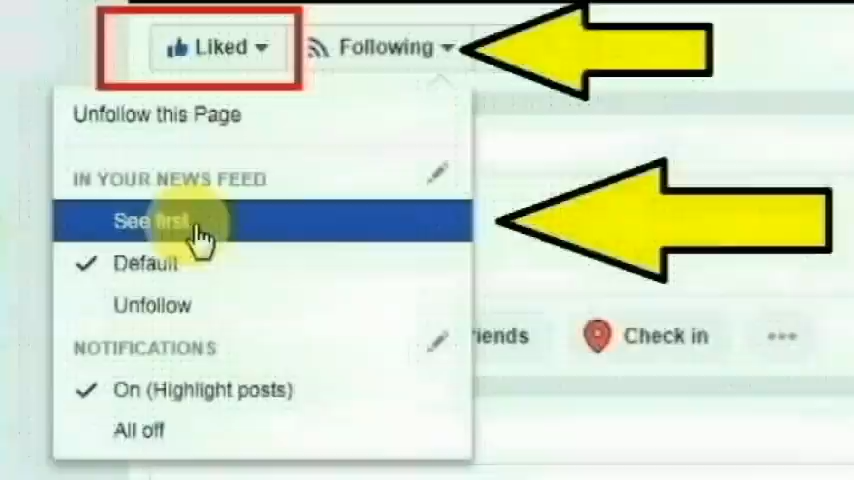 Liked Following
Unfollow this Page
IN YOUR NEWS FEED
See first
Default
Unfollow
NOTIFICATIONS
riends Check in
On (Highlight posts)
All off